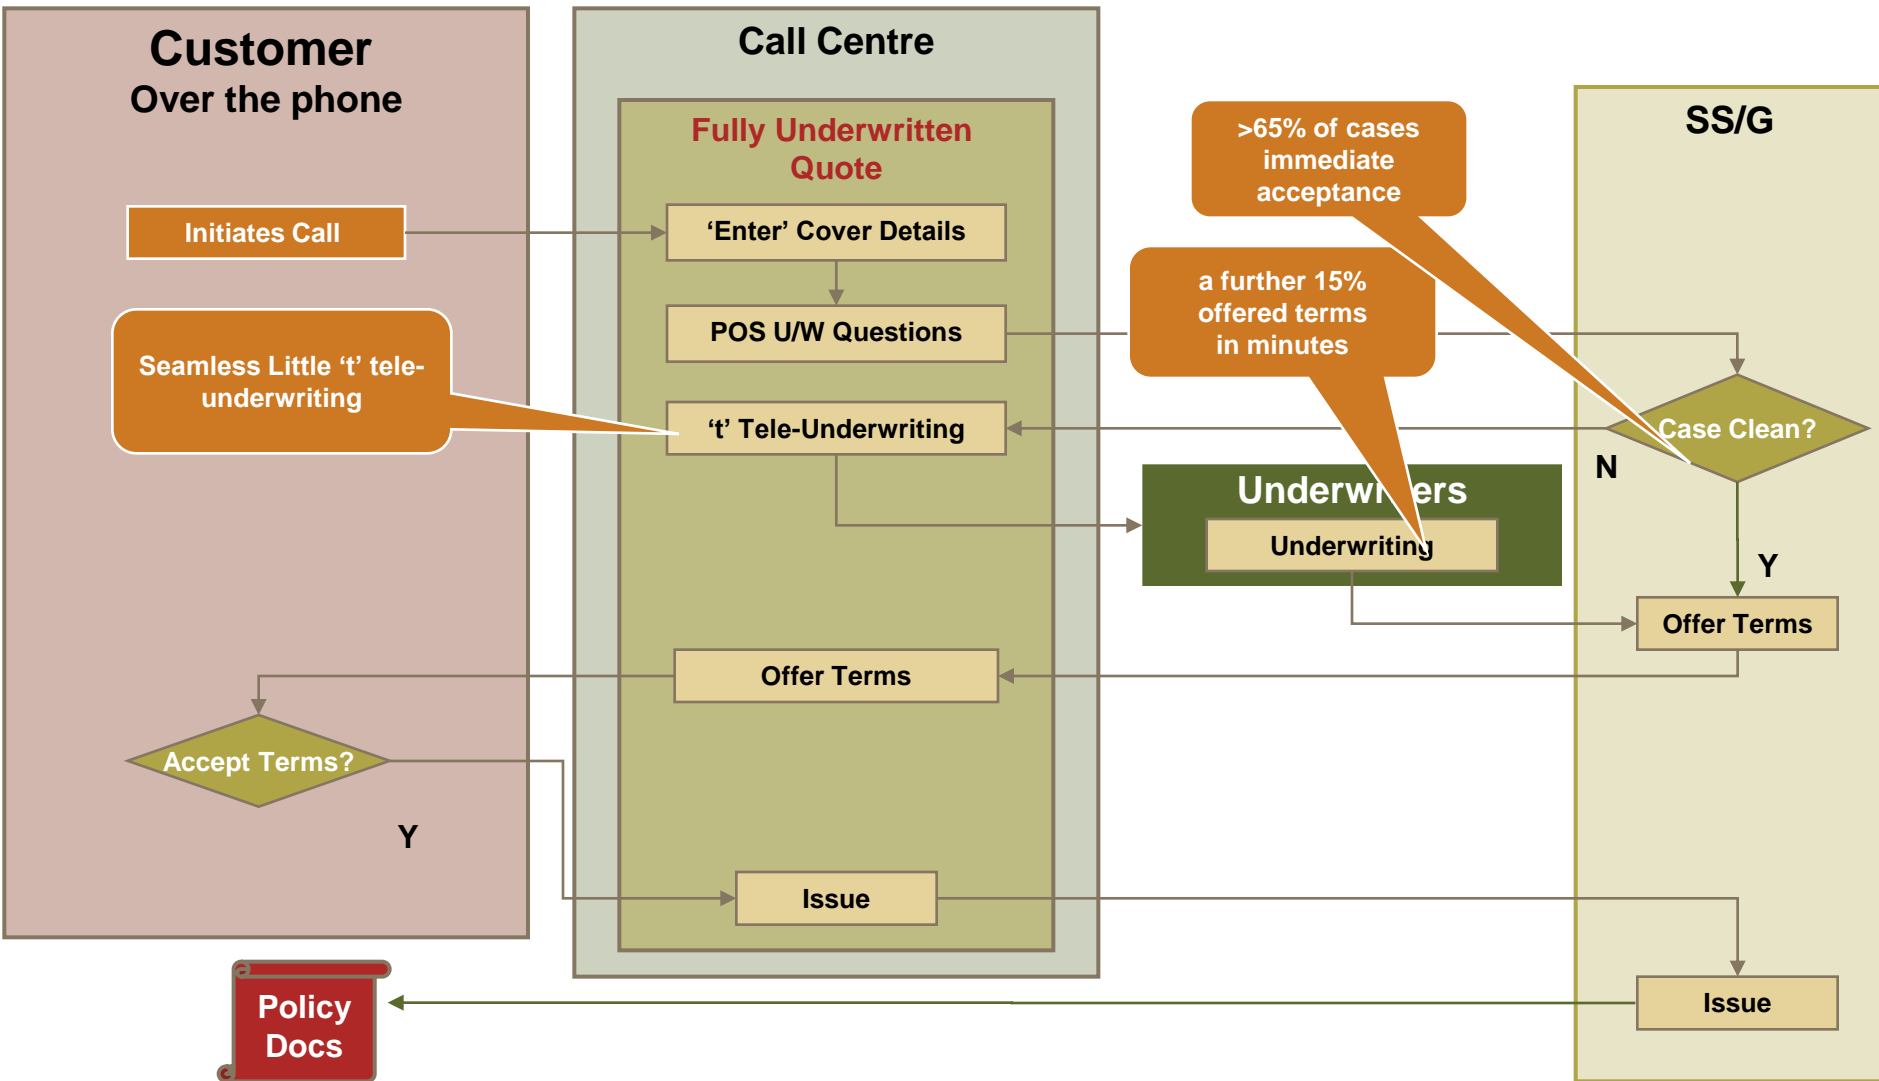 Customer
Over the phone
Call Centre
SS/G
Fully Underwritten
Quote
>65% of cases
immediate
acceptance
Initiates Call
‘Enter’ Cover Details
a further 15%
offered terms
in minutes
POS U/W Questions
Seamless Little ‘t’ tele-
underwriting
‘t’ Tele-Underwriting
Case Clean?
N
Underwriters
Underwriting
Y
Offer Terms
Offer Terms
Accept Terms?
Y
Issue
Policy
Docs
Issue